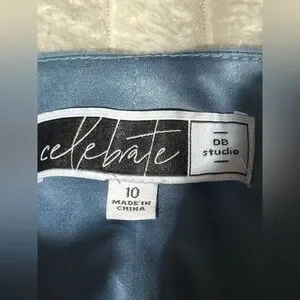 celebrate
DB
studio
10
MADE IN
CHINA